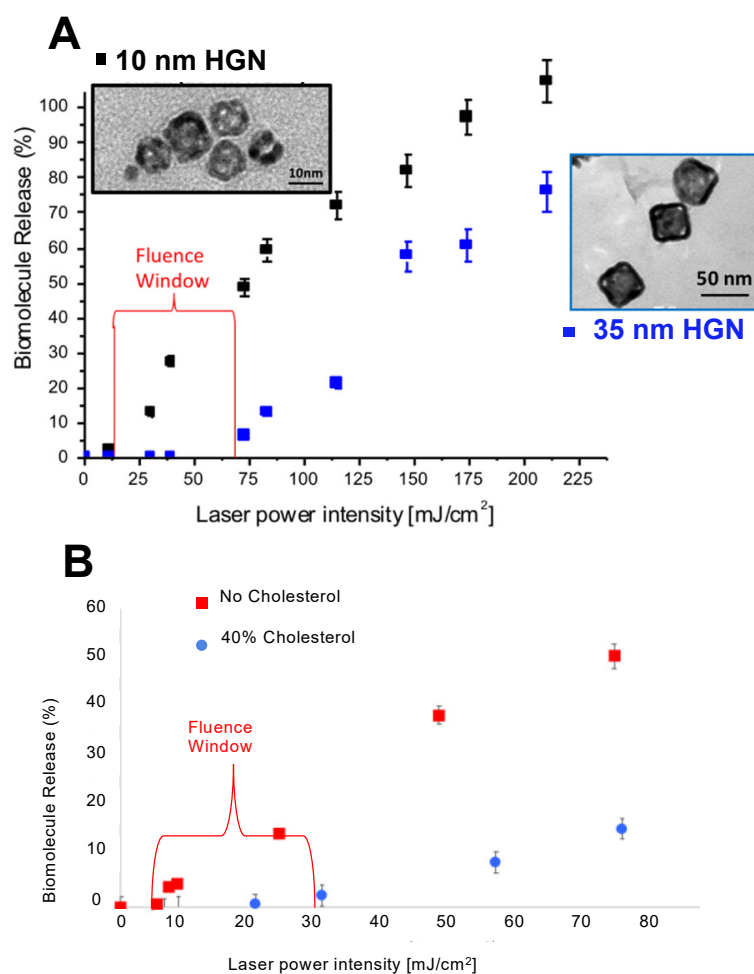 A
10 nm HGN
10nm
Biomolecule Release (%)
100
90
80
70
60
50
40
30
20
10
0
Fluence
Window
50 nm
35 nm HGN
0
25
50
75
100
125
150
175
200
225
Laser power intensity [mJ/cm²]
B
No Cholesterol
40% Cholesterol
Biomolecule Release (%)
60
50
40
30
20
10
0
Fluence
Window
0
10
20
30
40
50
60
70
80
Laser power intensity [mJ/cm²]